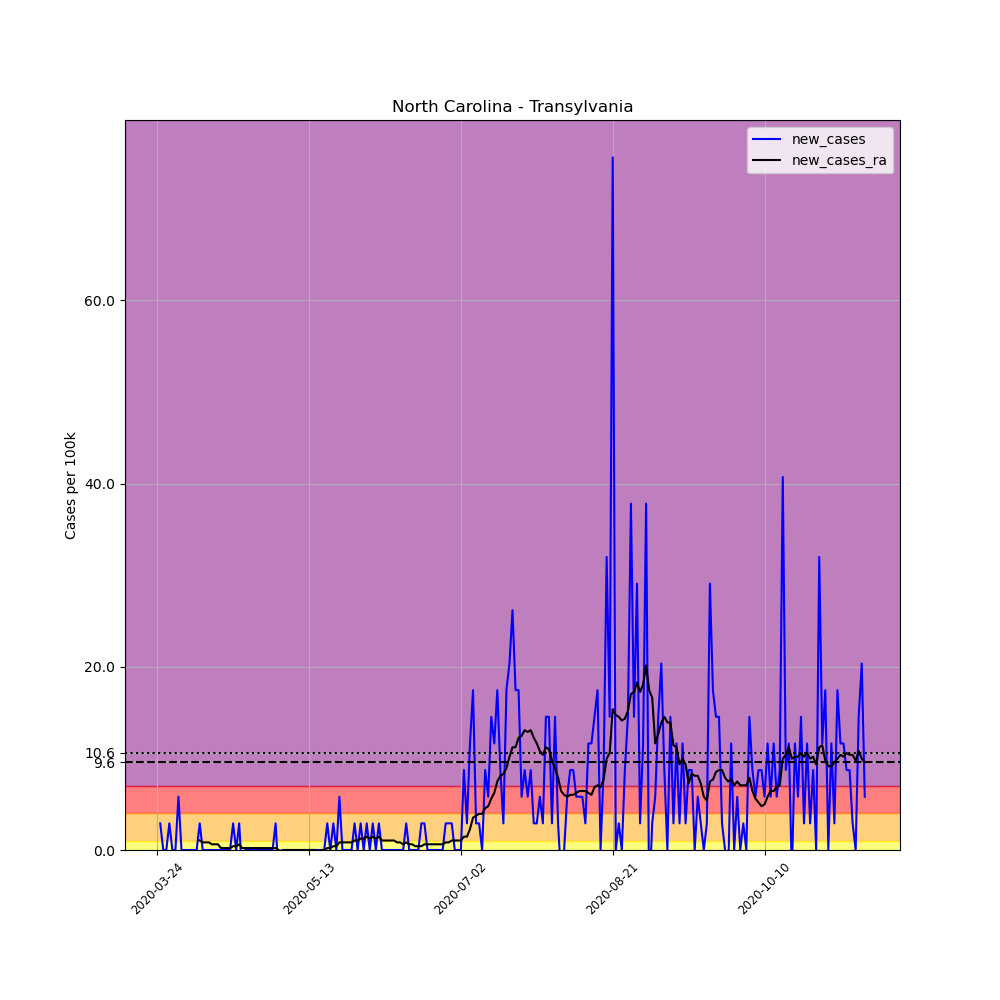 North Carolina - Transylvania
new_cases
new_cases_ra
Cases per 100k
60.0
40.0
20.0
10.6
9.6
0.0
2020-03-24
2020-05-13
2020-07-02
2020-08-21
2020-10-10